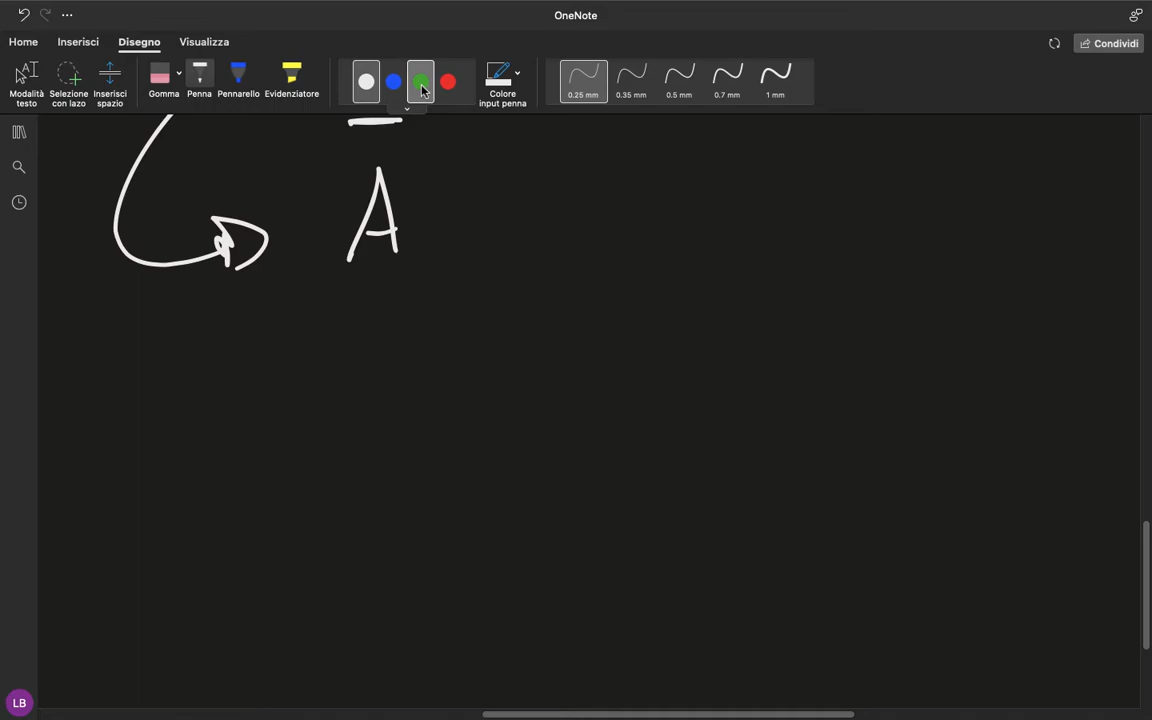 OneNote
Home Inserisci Disegno Visualizza
Condividi
Modalità testo
Selezione con lazo
Inserisci spazio
Gomma
Penna
Pennarello
Evidenziatore
Colore input penna
0.25 mm
0.35 mm
0.5 mm
0.7 mm
1 mm
A
LB